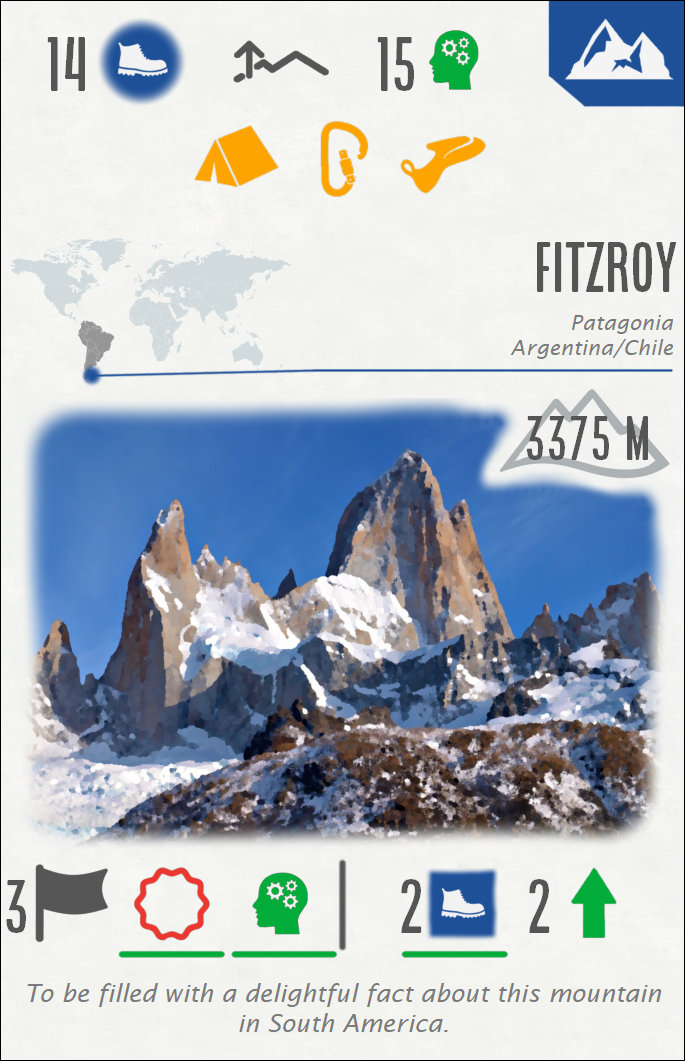 14
15
FITZROY
Patagonia
Argentina/Chile
3375 M
3
2
2
To be filled with a delightful fact about this mountain
in South America.